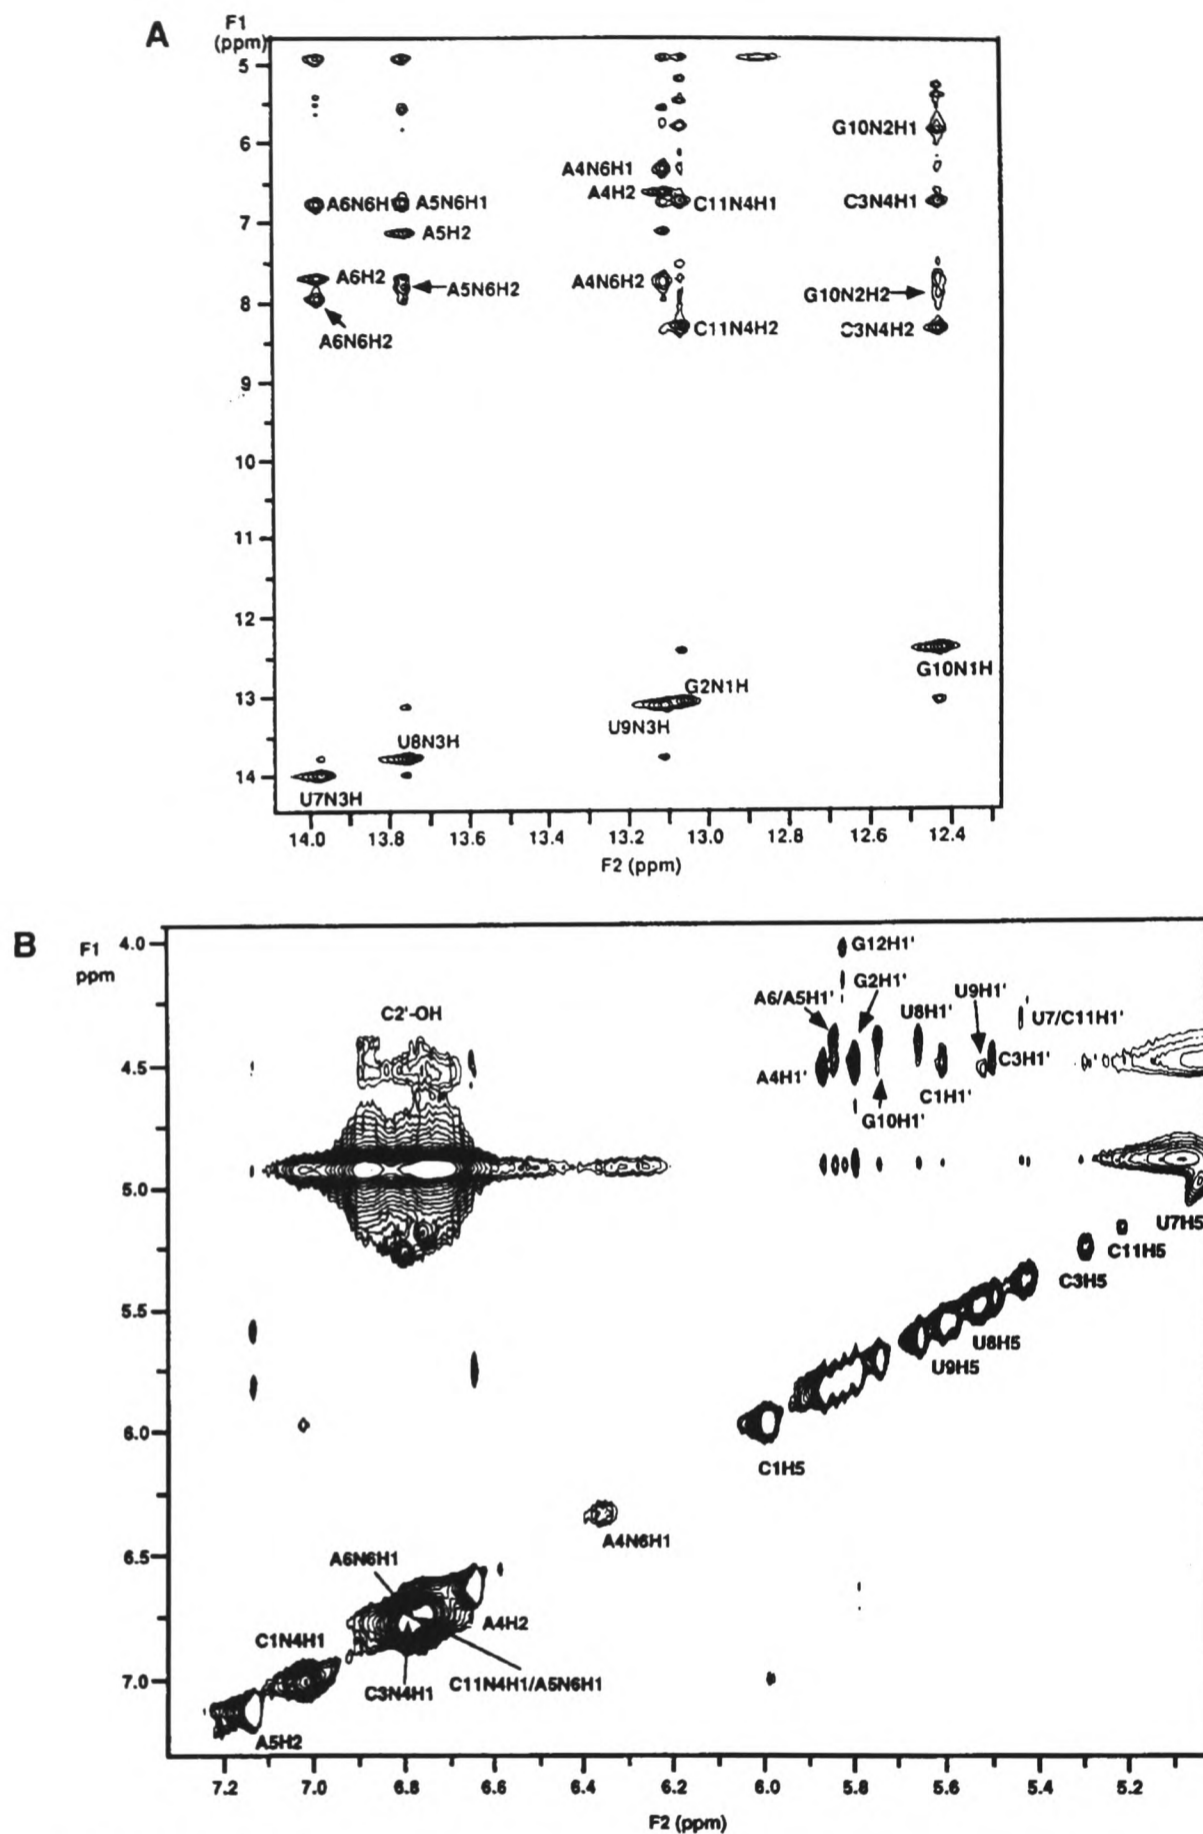 A
F1
(ppm)
5
6
7
8
9
10
11
12
13
14
G10N2H1
A4N6H1
A4H2
C11N4H1
C3N4H1
A6N6H1
A5N6H1
A5H2
A6H2
A5N6H2
A4N6H2
G10N2H2
A6N6H2
C11N4H2
C3N4H2
G10N1H
G2N1H
U9N3H
U8N3H
U7N3H
14.0 13.8 13.6 13.4 13.2 13.0 12.8 12.6 12.4
F2 (ppm)
B
F1
ppm
4.0
4.5
5.0
5.5
6.0
6.5
7.0
G12H1'
G2H1'
A6/A5H1'
U9H1'
C2'-OH
U8H1'
U7/C11H1'
A4H1'
C3H1'
C1H1'
G10H1'
U7H5
C11H5
C3H5
U8H5
U9H5
C1H5
A4N6H1
A6N6H1
A4H2
C1N4H1
C3N4H1
C11N4H1/A5N6H1
A5H2
7.2 7.0 6.8 6.6 6.4 6.2 6.0 5.8 5.6 5.4 5.2
F2 (ppm)